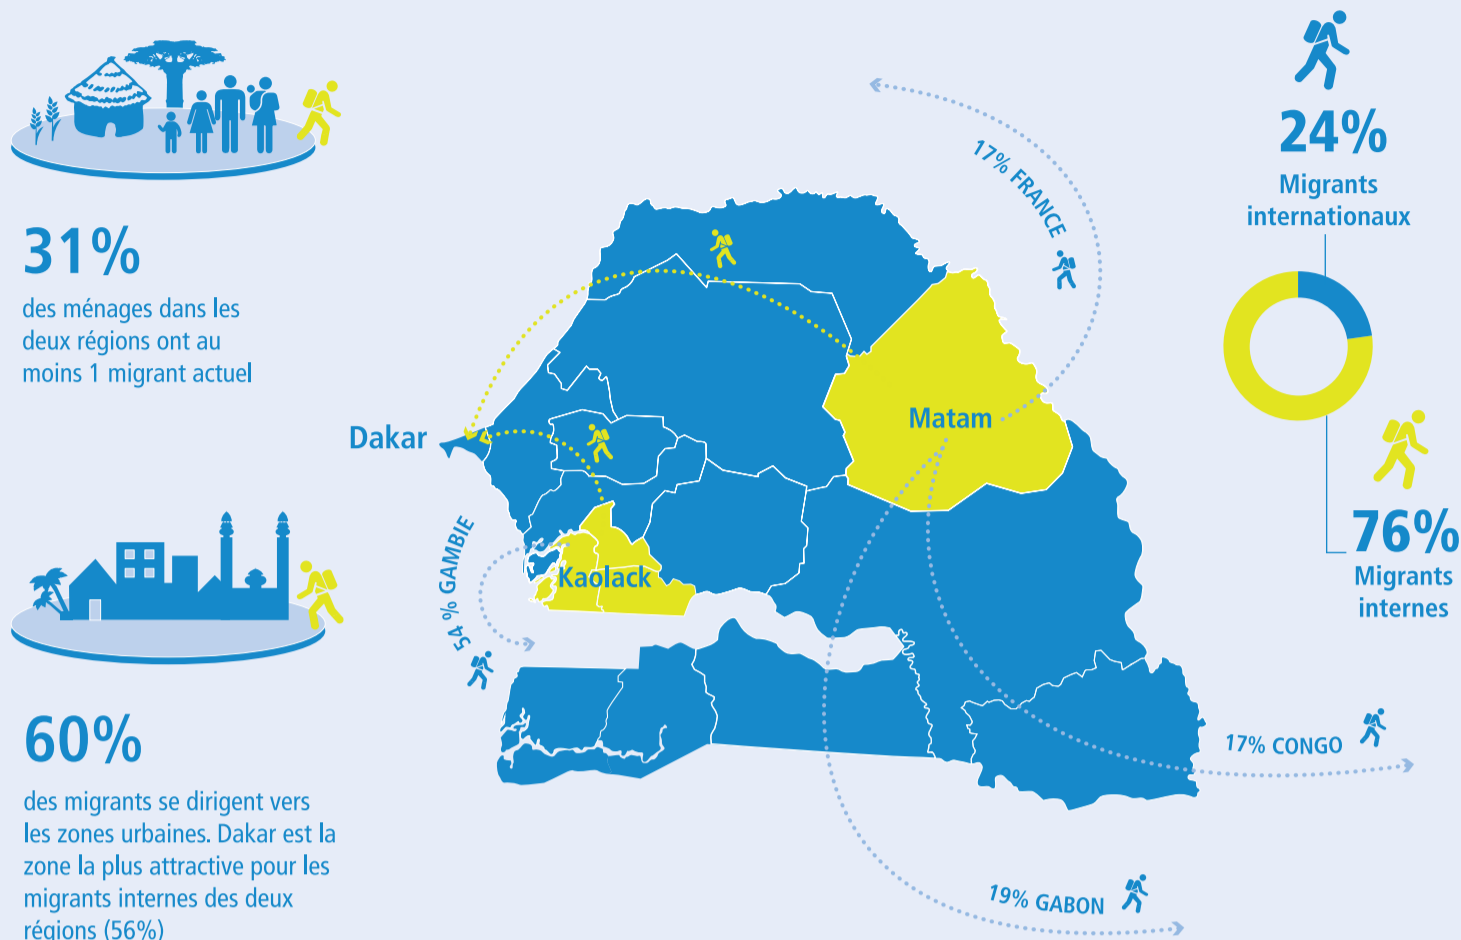 31%
des ménages dans les
deux régions ont au
moins 1 migrant actuel
60%
des migrants se dirigent vers
les zones urbaines. Dakar est la
zone la plus attractive pour les
migrants internes des deux
régions (56%)
17% FRANCE
Matam
Dakar
Kaolack
54 % GAMBIE
17% CONGO
19% GABON
24%
Migrants
internationaux
76%
Migrants
internes